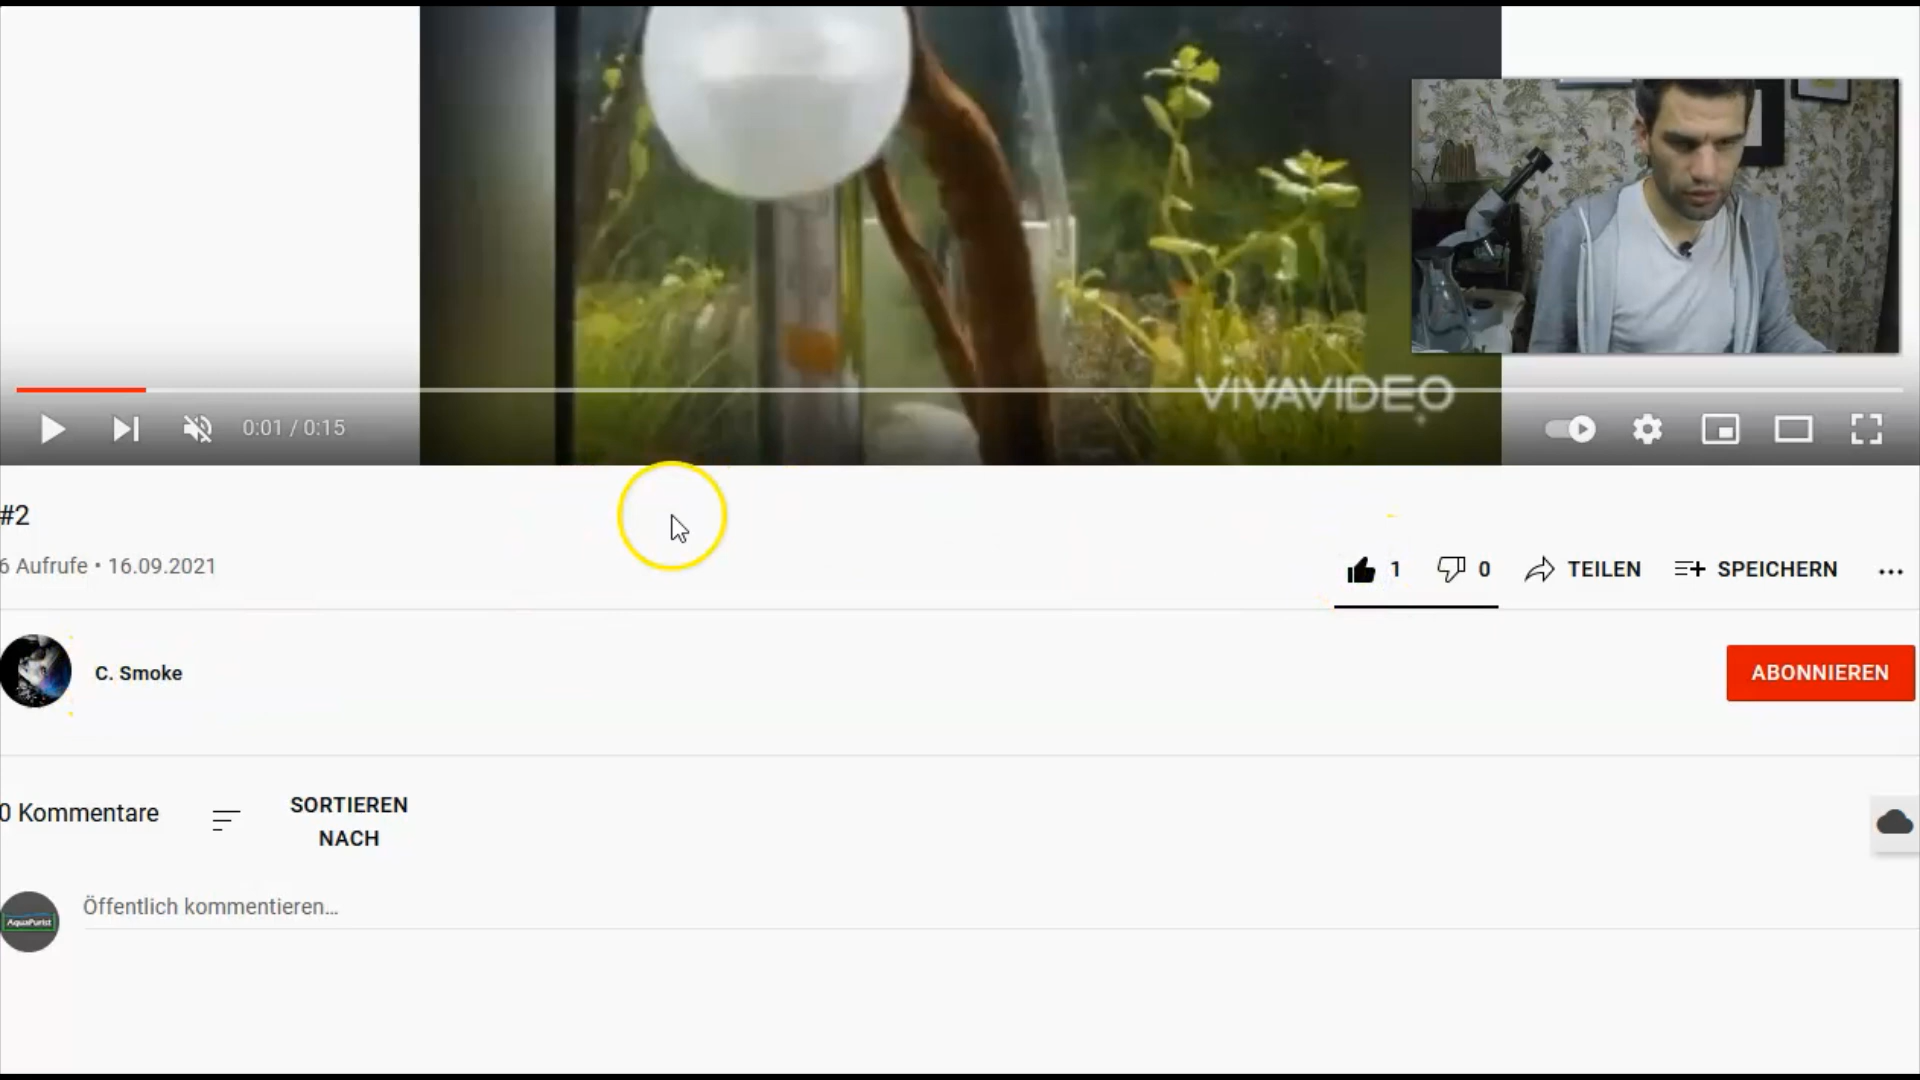 VIVAVIDEO
0:01 / 0:15
#2
6 Aufrufe • 16.09.2021
1
0
TEILEN
SPEICHERN
C. Smoke
ABONNIEREN
0 Kommentare
SORTIEREN
NACH
AquaPurist
Öffentlich kommentieren...